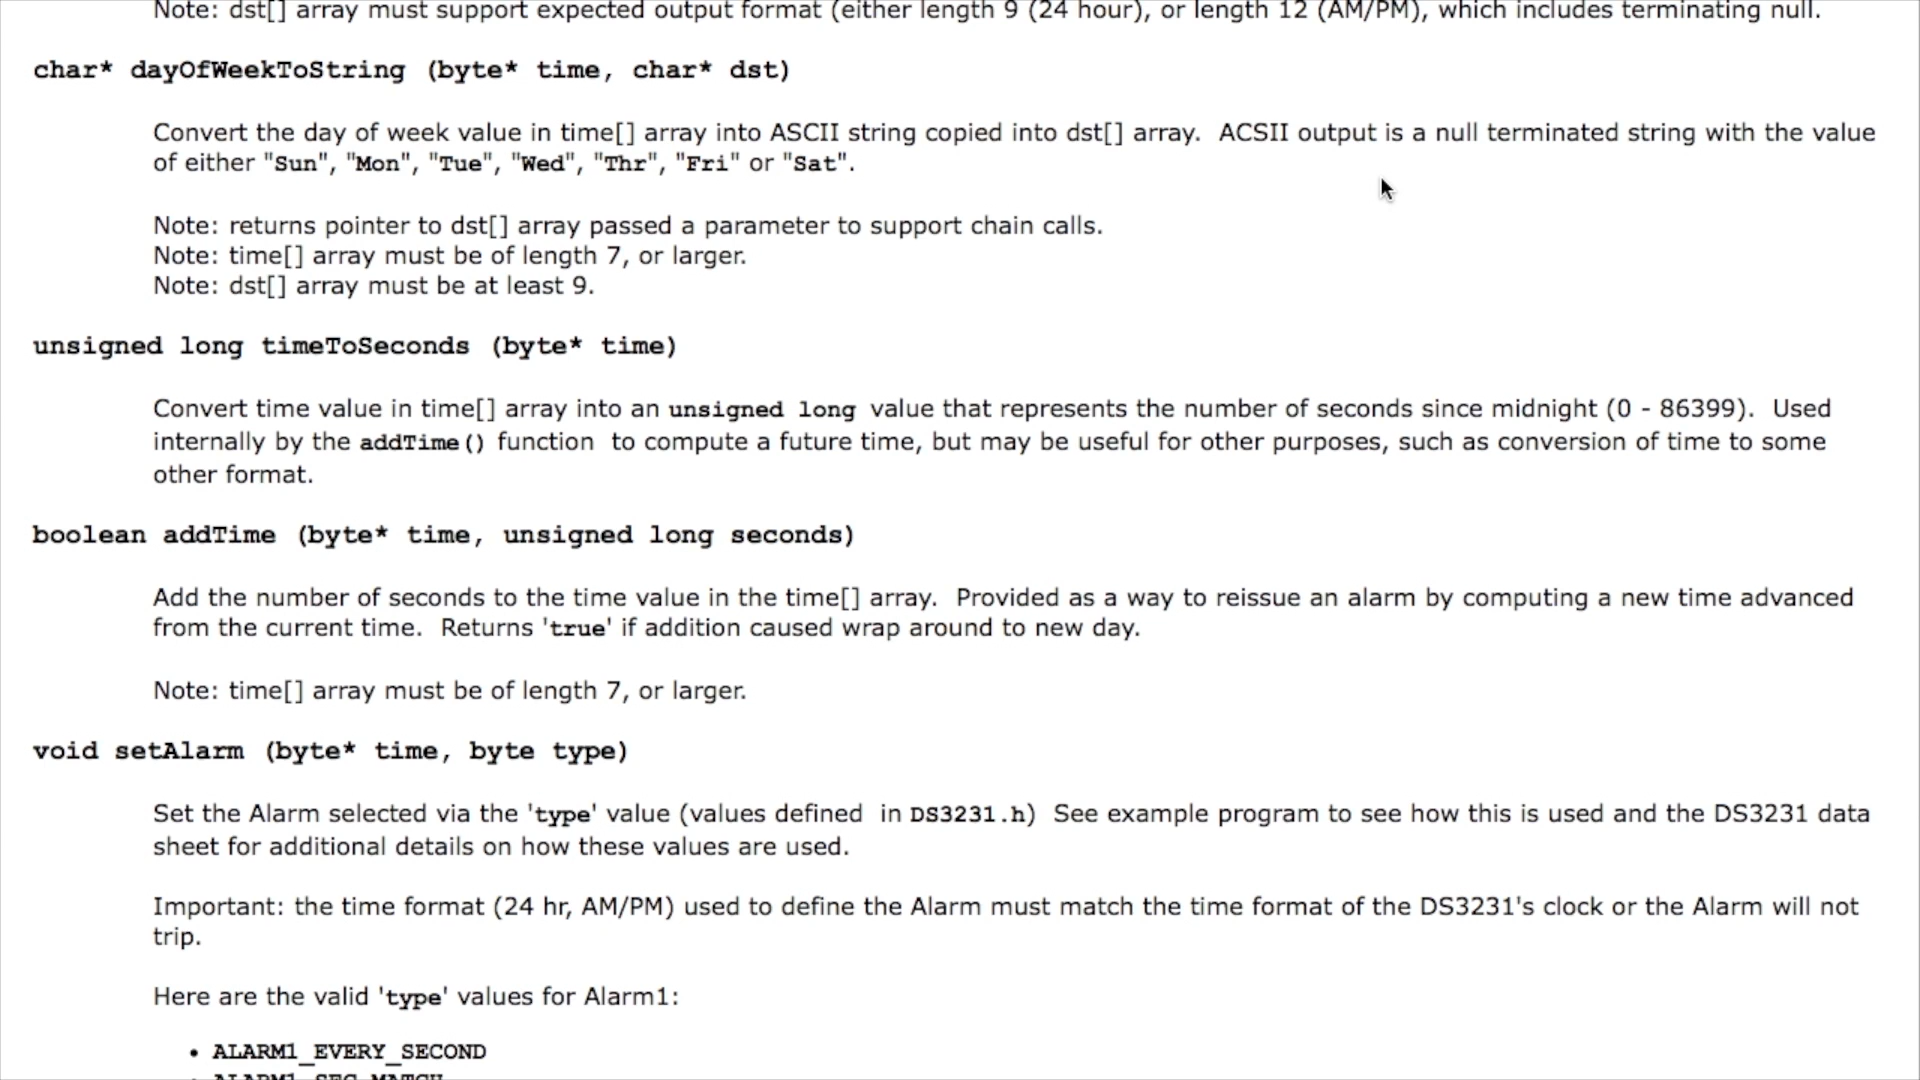 Note: dst[] array must support expected output format (either length 9 (24 hour), or length 12 (AM/PM), which includes terminating null.
char* dayOfWeekToString (byte* time, char* dst)
Convert the day of week value in time[] array into ASCII string copied into dst[] array.  ACSII output is a null terminated string with the value
of either "Sun", "Mon", "Tue", "Wed", "Thr", "Fri" or "Sat".
Note: returns pointer to dst[] array passed a parameter to support chain calls.
Note: time[] array must be of length 7, or larger.
Note: dst[] array must be at least 9.
unsigned long timeToSeconds (byte* time)
Convert time value in time[] array into an unsigned long value that represents the number of seconds since midnight (0 - 86399).  Used
internally by the addTime() function  to compute a future time, but may be useful for other purposes, such as conversion of time to some
other format.
boolean addTime (byte* time, unsigned long seconds)
Add the number of seconds to the time value in the time[] array.  Provided as a way to reissue an alarm by computing a new time advanced
from the current time.  Returns 'true' if addition caused wrap around to new day.
Note: time[] array must be of length 7, or larger.
void setAlarm (byte* time, byte type)
Set the Alarm selected via the 'type' value (values defined  in DS3231.h)  See example program to see how this is used and the DS3231 data
sheet for additional details on how these values are used.
Important: the time format (24 hr, AM/PM) used to define the Alarm must match the time format of the DS3231's clock or the Alarm will not
trip.
Here are the valid 'type' values for Alarm1:
• ALARM1_EVERY_SECOND
• ALARM1_SEC_MATCH